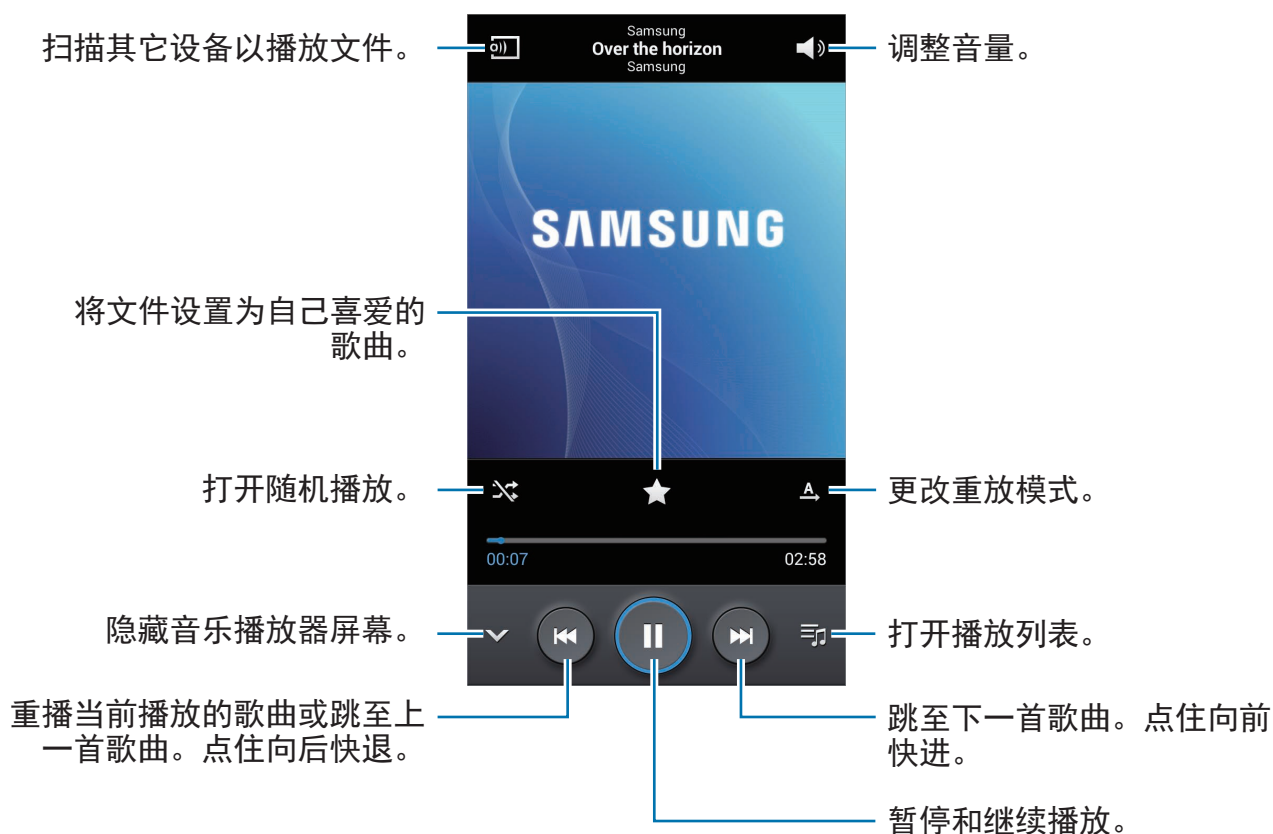 Samsung
扫描其它设备以播放文件。
Over the horizon
调整音量。
Samsung
SAMSUNG
将文件设置为自己喜爱的
歌曲。
打开随机播放。
A
更改重放模式。
00:07
02:58
隐藏音乐播放器屏幕。
打开播放列表。
重播当前播放的歌曲或跳至上
一首歌曲。点住向后快退。
跳至下一首歌曲。点住向前
快进。
暂停和继续播放。